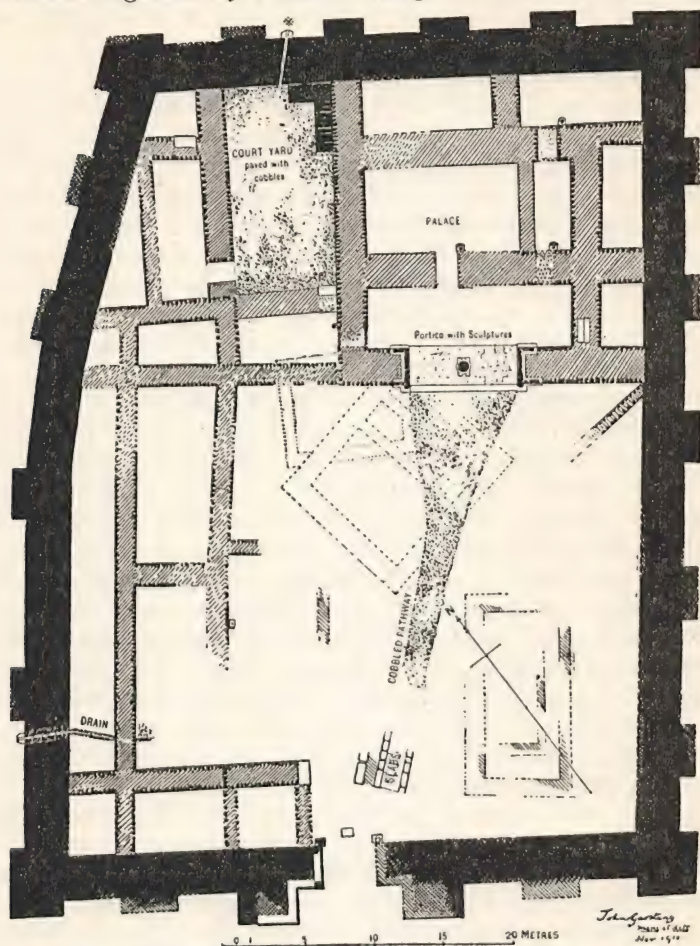 COURT YARD
paved with
cobbles
PALACE
Portico with Sculptures
COBBLED PATHWAY
DRAIN
SLABS
0 1 5 10 15 20 METRES
John Garstang